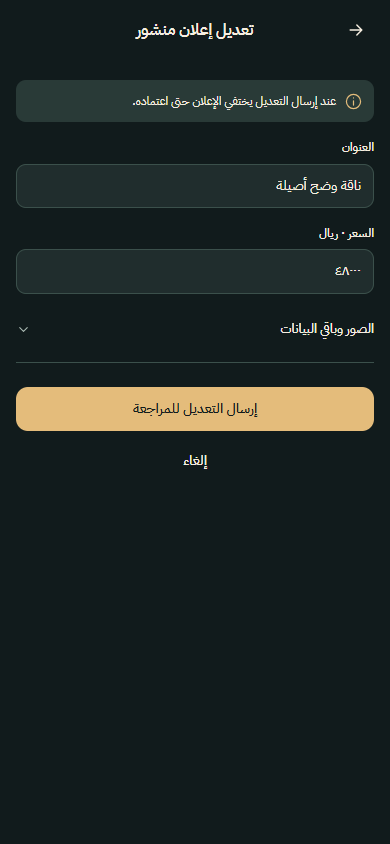 تعديل إعلان منشور
عند إرسال التعديل يختفي الإعلان حتى اعتماده.
العنوان
ناقة وضح أصيلة
السعر · ريال
٤٨٠٠٠
الصور وباقي البيانات
إرسال التعديل للمراجعة
إلغاء